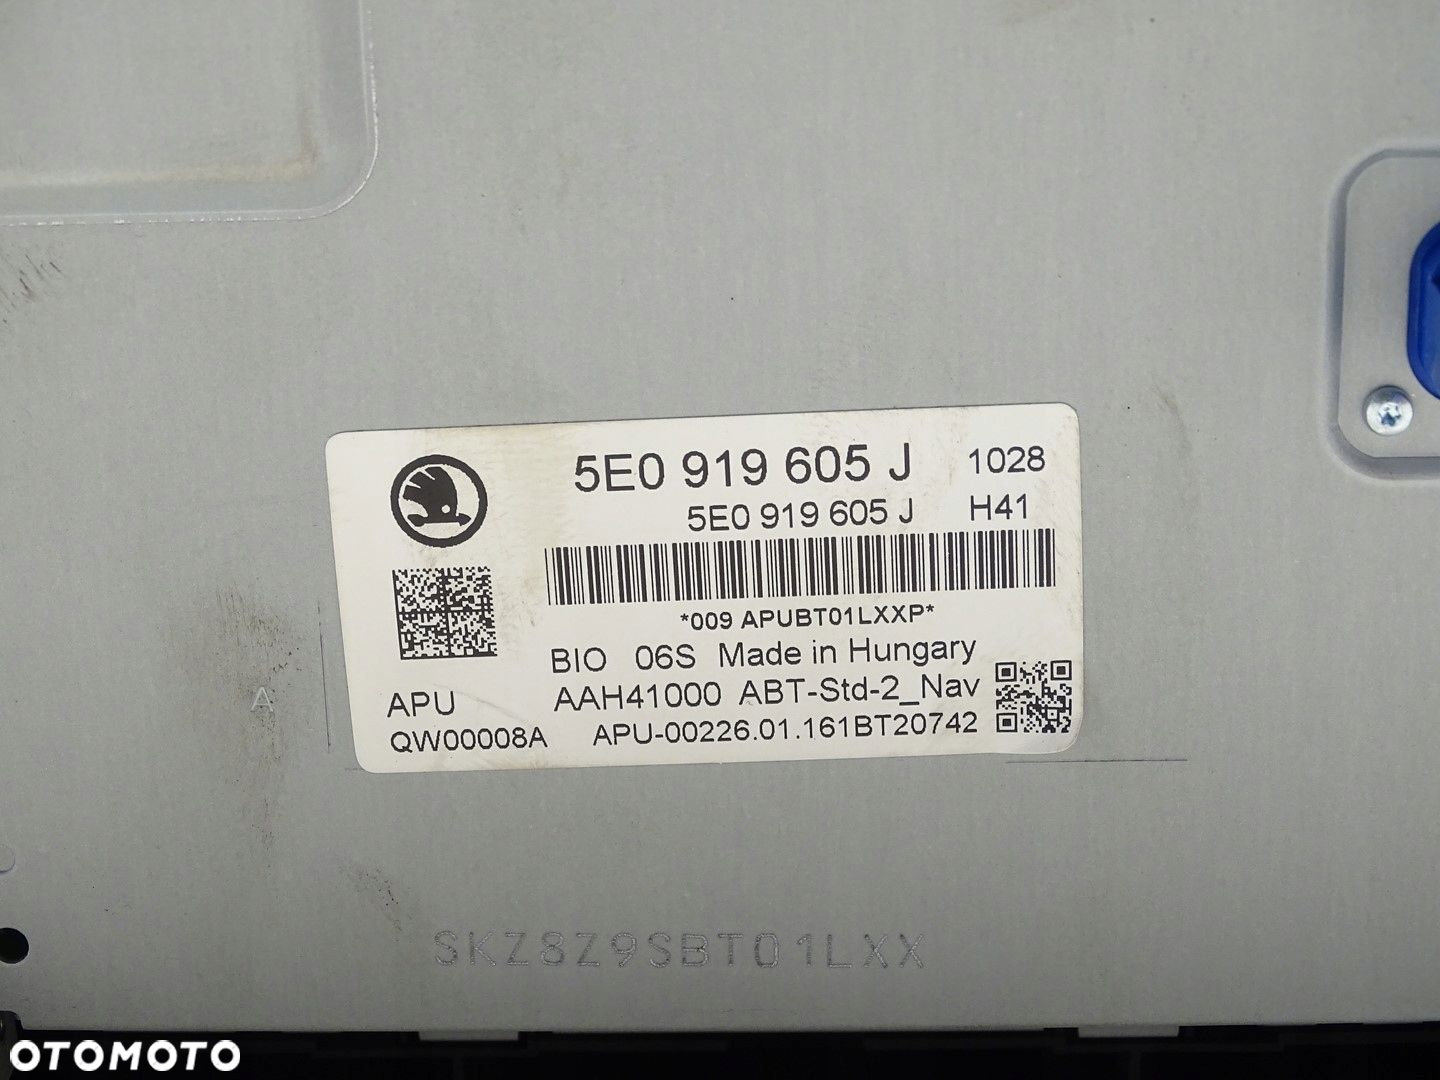 5E0 919 605 J 1028
5E0 919 605 J H41
*009 APUBT01LXXP*
BIO 06S Made in Hungary
APU AAH41000 ABT-Std-2_Nav
QW00008A APU-00226.01.161BT20742
A
SKZ8Z9SBT01LXX
OTOMOTO